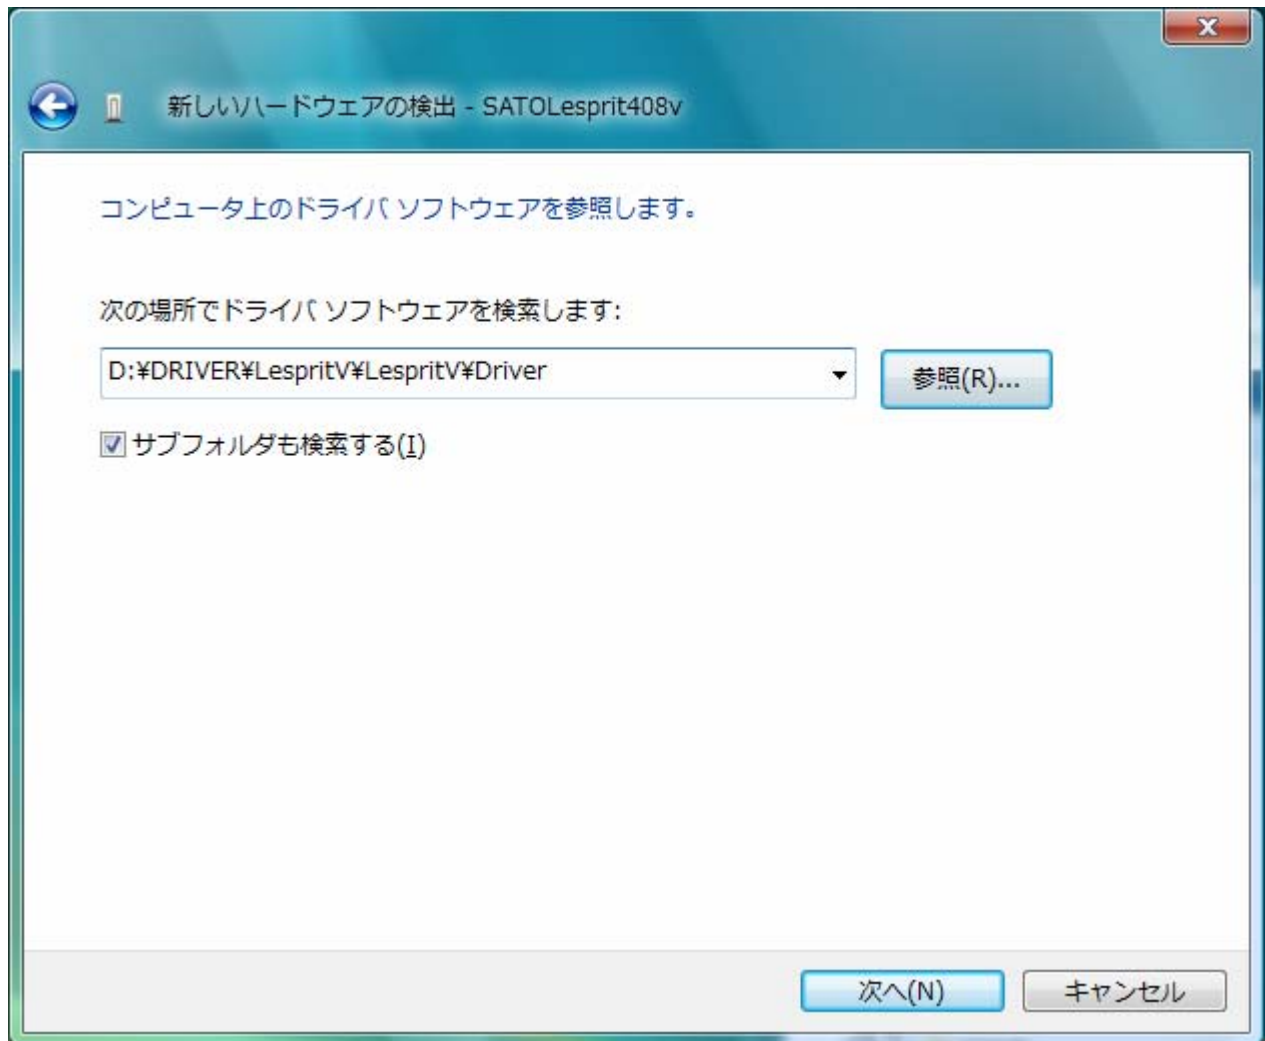 新しいハードウェアの検出 - SATOLesprit408v
コンピュータ上のドライバ ソフトウェアを参照します。
次の場所でドライバ ソフトウェアを検索します:
D:¥DRIVER¥LespritV¥LespritV¥Driver
参照(R)...
サブフォルダも検索する(I)
次へ(N)
キャンセル